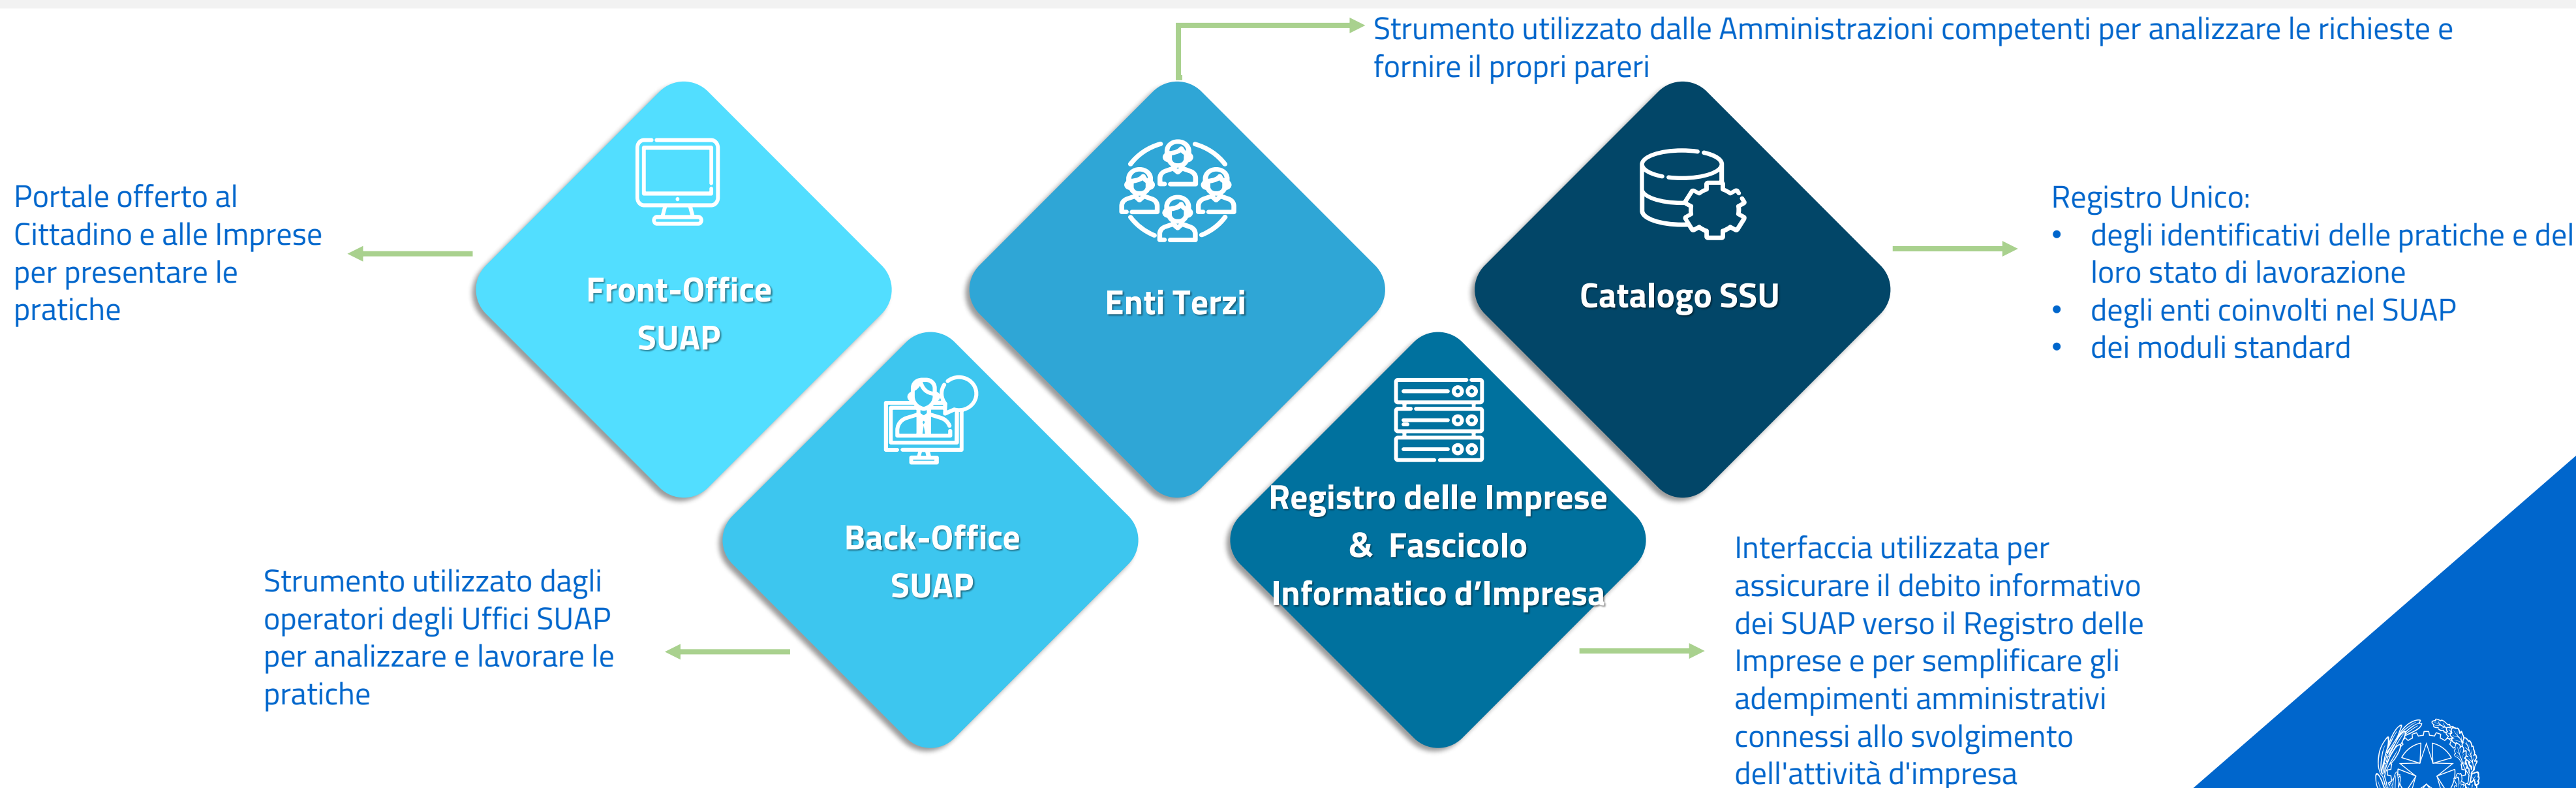 Strumento utilizzato dalle Amministrazioni competenti per analizzare le richieste e
fornire il propri pareri
Portale offerto al
Cittadino e alle Imprese
per presentare le
pratiche
Front-Office
SUAP
Enti Terzi
Catalogo SSU
Registro Unico:
• degli identificativi delle pratiche e del
loro stato di lavorazione
• degli enti coinvolti nel SUAP
• dei moduli standard
Back-Office
SUAP
Strumento utilizzato dagli
operatori degli Uffici SUAP
per analizzare e lavorare le
pratiche
Registro delle Imprese
& Fascicolo
Informatico d’Impresa
Interfaccia utilizzata per
assicurare il debito informativo
dei SUAP verso il Registro delle
Imprese e per semplificare gli
adempimenti amministrativi
connessi allo svolgimento
dell'attività d'impresa